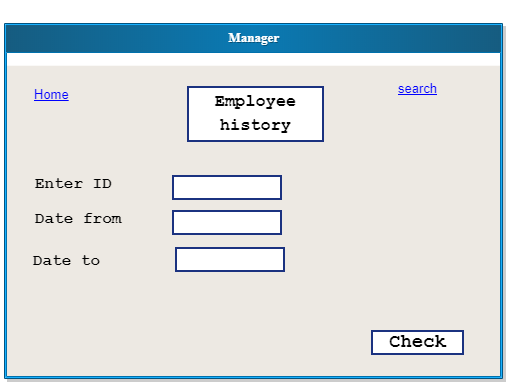 Manager
Home
search
Employee
history
Enter ID
Date from
Date to
Check